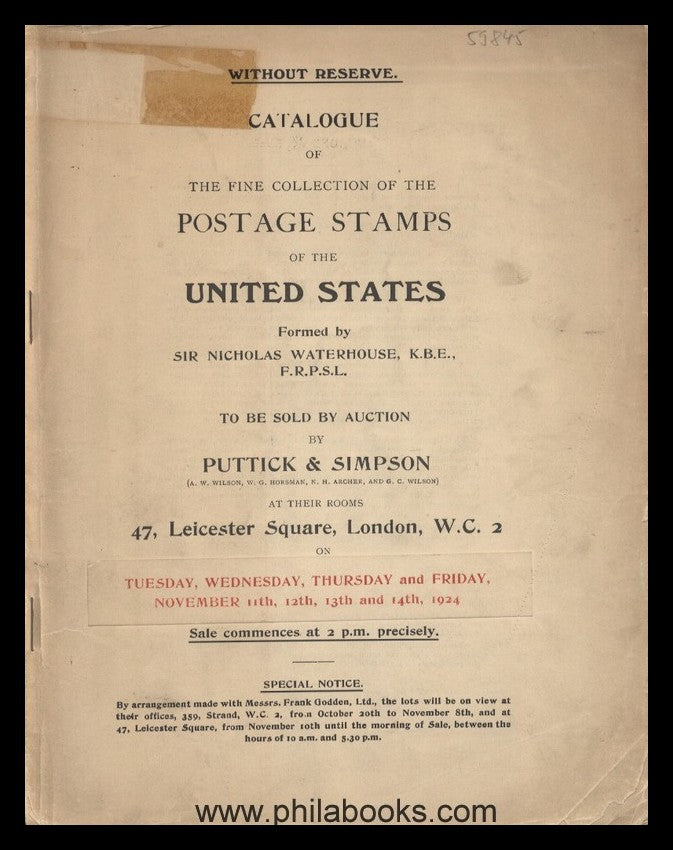 59845
WITHOUT RESERVE.
CATALOGUE
OF
THE FINE COLLECTION OF THE
POSTAGE STAMPS
OF THE
UNITED STATES
Formed by
SIR NICHOLAS WATERHOUSE, K.B.E.,
F.R.P.S.L.
TO BE SOLD BY AUCTION
BY
PUTTICK & SIMPSON
(A. W. WILSON, W. G. HORSMAN, N. H. ARCHER, AND G. C. WILSON)
AT THEIR ROOMS
47, Leicester Square, London, W.C. 2
ON
TUESDAY, WEDNESDAY, THURSDAY and FRIDAY,
NOVEMBER 11th, 12th, 13th and 14th, 1924
Sale commences at 2 p.m. precisely.
SPECIAL NOTICE.
By arrangement made with Messrs. Frank Godden, Ltd., the lots will be on view at
their offices, 359, Strand, W.C. 2, from October 20th to November 8th, and at
47, Leicester Square, from November 10th until the morning of Sale, between the
hours of 10 a.m. and 5.30 p.m.
www.philabooks.com